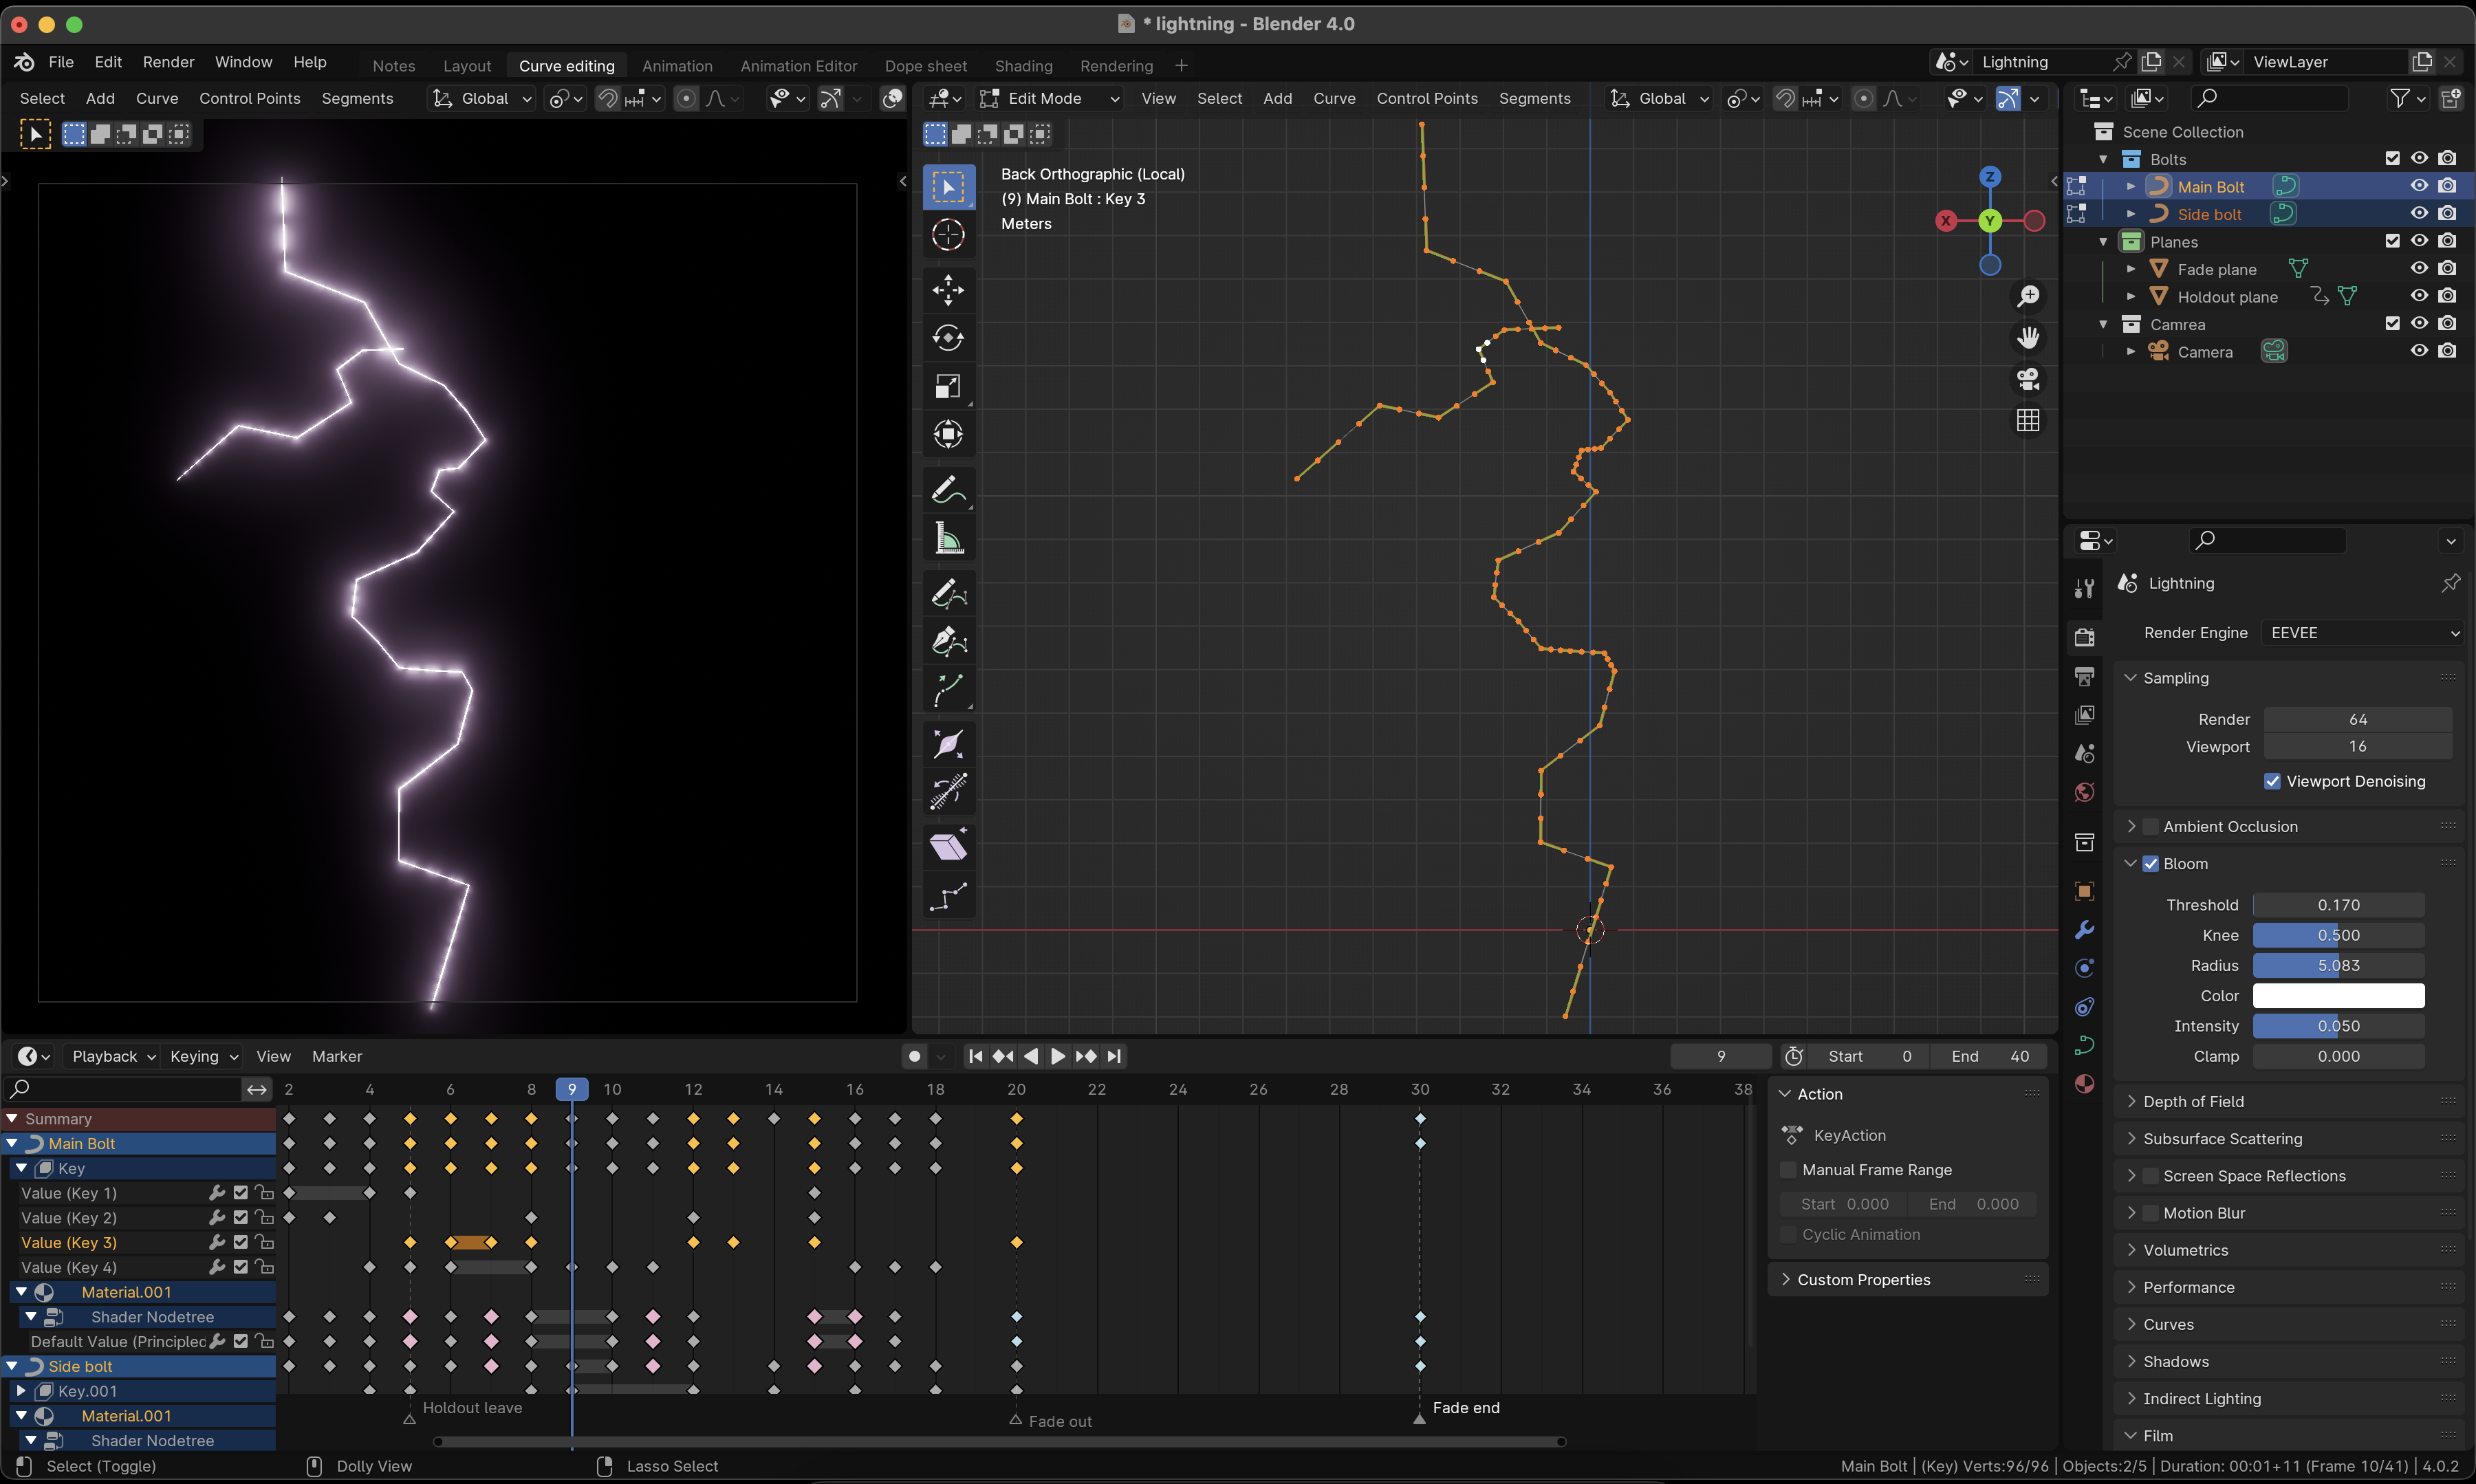 * lightning - Blender 4.0
File Edit Render Window Help
Notes Layout Curve editing Animation Animation Editor Dope sheet Shading Rendering +
Lightning
ViewLayer
Select Add Curve Control Points Segments Global
Edit Mode View Select Add Curve Control Points Segments Global
Back Orthographic (Local)
(9) Main Bolt : Key 3
Meters
Z
X
Y
Scene Collection
Bolts
Main Bolt
Side bolt
Planes
Fade plane
Holdout plane
Camrea
Camera
Lightning
Render Engine EEVEE
Sampling
Render 64
Viewport 16
Viewport Denoising
Ambient Occlusion
Bloom
Threshold 0.170
Knee 0.500
Radius 5.083
Color
Intensity 0.050
Clamp 0.000
Depth of Field
Subsurface Scattering
Screen Space Reflections
Motion Blur
Volumetrics
Performance
Curves
Shadows
Indirect Lighting
Film
Playback Keying View Marker
9 Start 0 End 40
2 4 6 8 9 10 12 14 16 18 20 22 24 26 28 30 32 34 36 38
Summary
Main Bolt
Key
Value (Key 1)
Value (Key 2)
Value (Key 3)
Value (Key 4)
Material.001
Shader Nodetree
Default Value (Principlec
Side bolt
Key.001
Material.001
Shader Nodetree
Holdout leave
Fade out
Fade end
Action
KeyAction
Manual Frame Range
Start 0.000 End 0.000
Cyclic Animation
Custom Properties
Select (Toggle) Dolly View Lasso Select
Main Bolt | (Key) Verts:96/96 | Objects:2/5 | Duration: 00:01+11 (Frame 10/41) | 4.0.2